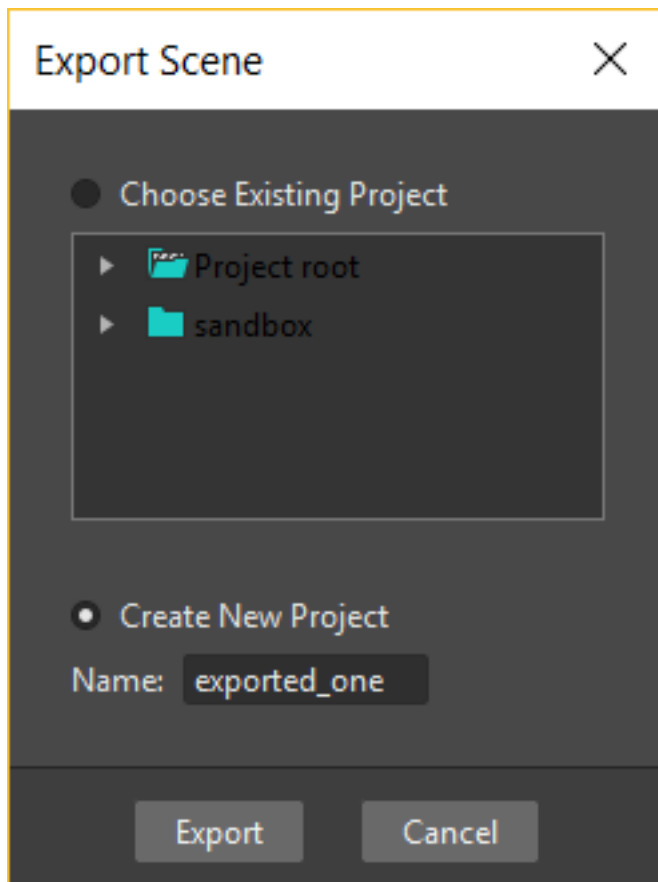 Export Scene
Choose Existing Project
Project root
sandbox
Create New Project
Name: exported_one
Export Cancel